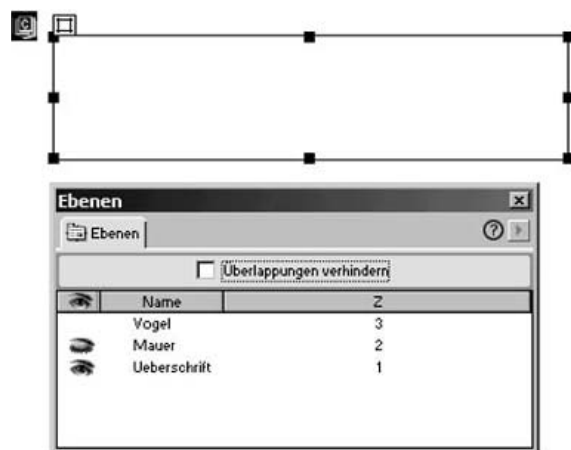 Ebenen
Ebenen
Überlappungen verhindern
Name Z
Vogel 3
Mauer 2
Ueberschrift 1